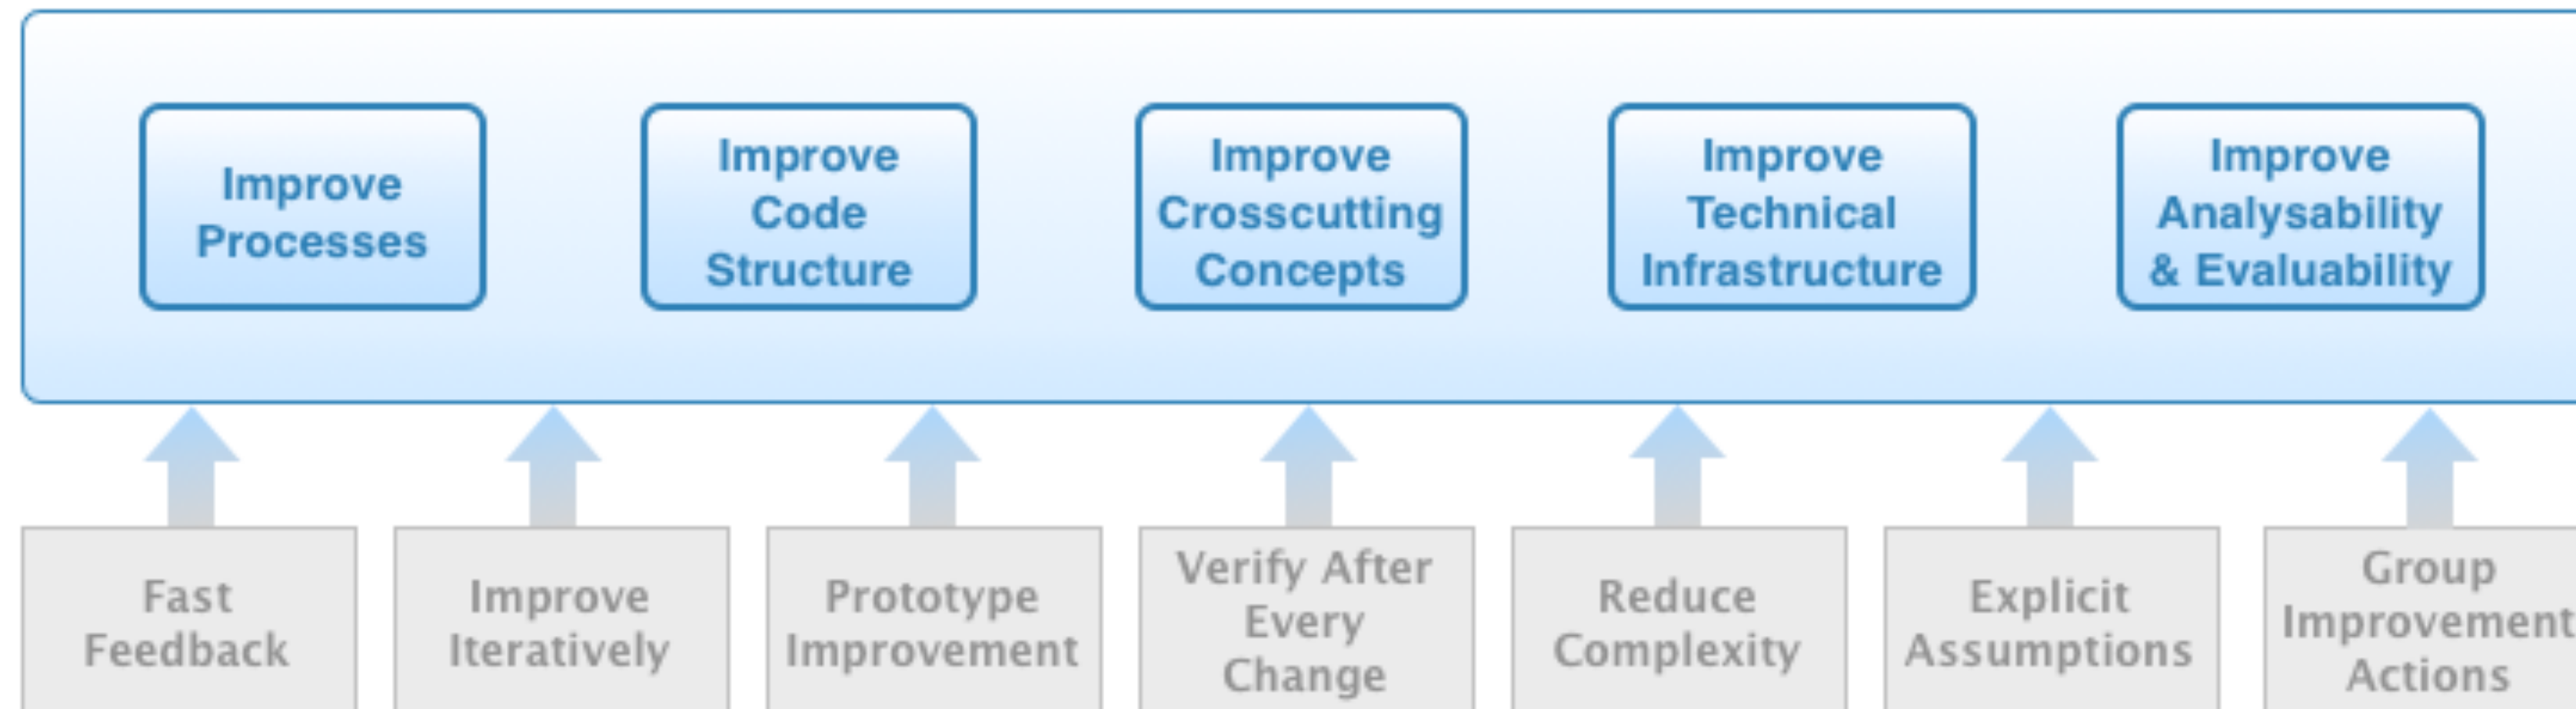 Improve
Processes
Improve
Code
Structure
Improve
Crosscutting
Concepts
Improve
Technical
Infrastructure
Improve
Analysability
& Evaluability
Fast
Feedback
Improve
Iteratively
Prototype
Improvement
Verify After
Every
Change
Reduce
Complexity
Explicit
Assumptions
Group
Improvement
Actions